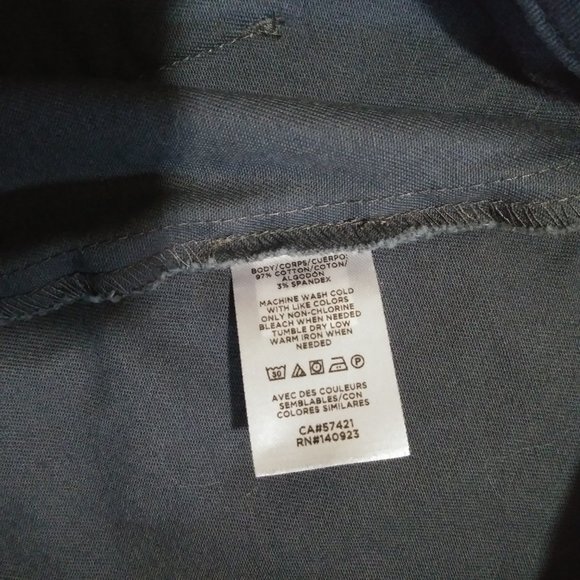 BODY/CORPS/CUERPO:
97% COTTON/COTON/
ALGODÓN
3% SPANDEX
MACHINE WASH COLD
WITH LIKE COLORS
ONLY NON-CHLORINE
BLEACH WHEN NEEDED
TUMBLE DRY LOW
WARM IRON WHEN
NEEDED
30 P
AVEC DES COULEURS
SEMBLABLES/CON
COLORES SIMILARES
CA#57421
RN#140923